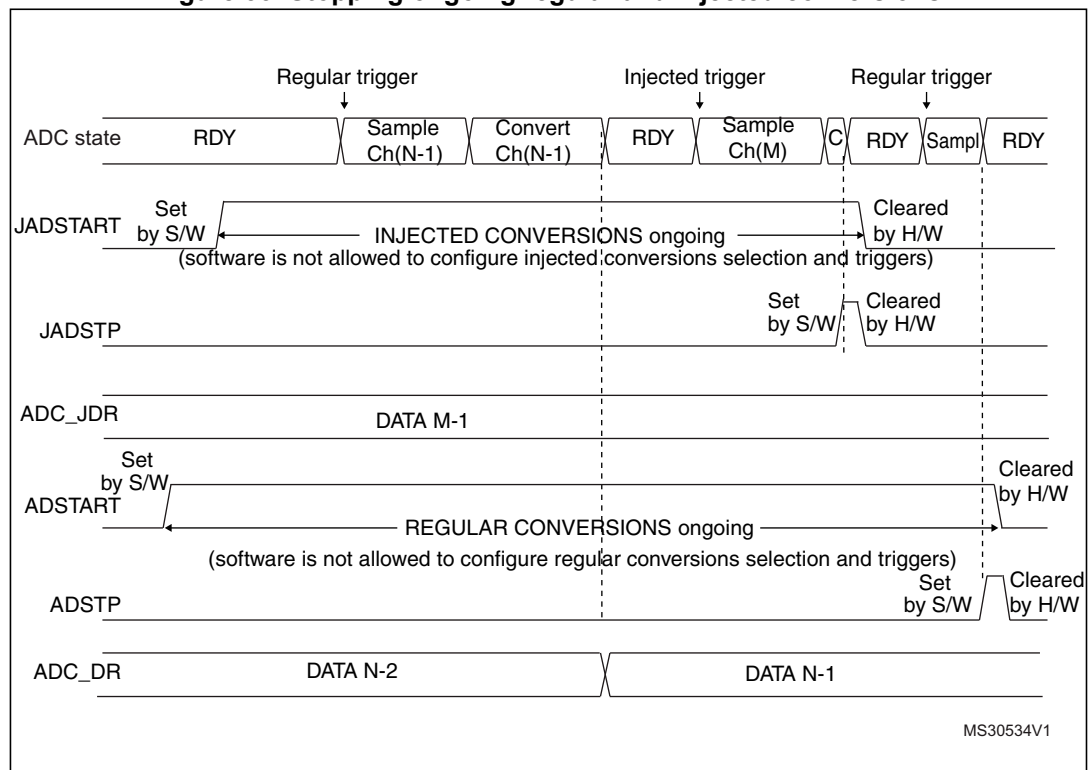 Regular trigger
Injected trigger
Regular trigger
ADC state
RDY
Sample
Ch(N-1)
Convert
Ch(N-1)
RDY
Sample
Ch(M)
C
RDY
Sampl
RDY
JADSTART
Set
by S/W
INJECTED CONVERSIONS ongoing
Cleared
by H/W
(software is not allowed to configure injected conversions selection and triggers)
JADSTP
Set
by S/W
Cleared
by H/W
ADC_JDR
DATA M-1
ADSTART
Set
by S/W
REGULAR CONVERSIONS ongoing
Cleared
by H/W
(software is not allowed to configure regular conversions selection and triggers)
ADSTP
Set
by S/W
Cleared
by H/W
ADC_DR
DATA N-2
DATA N-1
MS30534V1